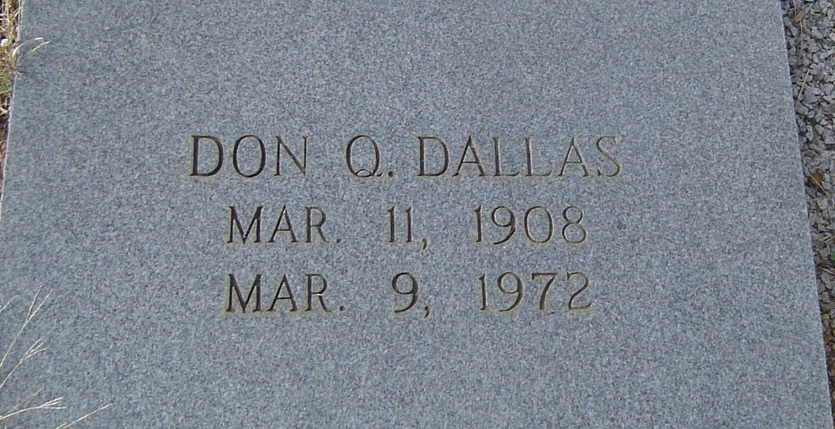 DON Q. DALLAS
MAR. 11, 1908
MAR. 9, 1972